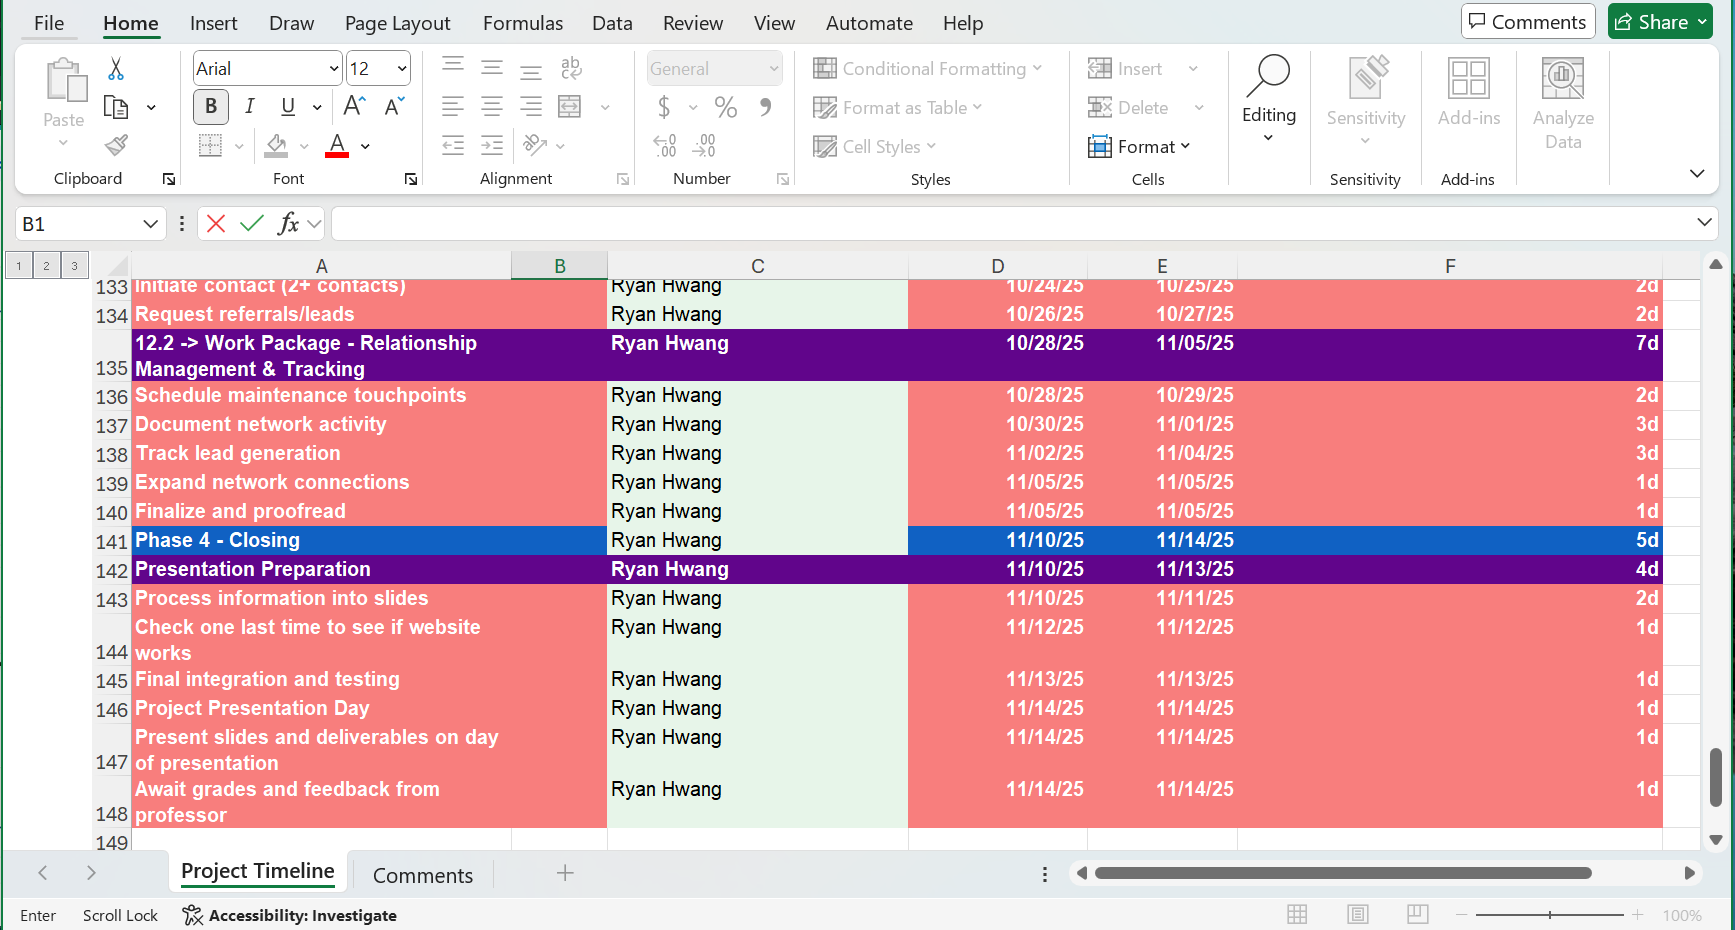 File Home Insert Draw Page Layout Formulas Data Review View Automate Help Comments Share
Arial 12 ab c General Conditional Formatting Insert
Paste B I U A A $ % 9 Format as Table Delete Editing Sensitivity Add-ins Analyze Data
A .00 .00 Cell Styles Format
Clipboard Font Alignment Number Styles Cells Sensitivity Add-ins
B1 fx
1 2 3 A B C D E F
133 Initiate contact (2+ contacts) Ryan Hwang 10/24/25 10/25/25 2d
134 Request referrals/leads Ryan Hwang 10/26/25 10/27/25 2d
12.2 -> Work Package - Relationship Ryan Hwang 10/28/25 11/05/25 7d
135 Management & Tracking
136 Schedule maintenance touchpoints Ryan Hwang 10/28/25 10/29/25 2d
137 Document network activity Ryan Hwang 10/30/25 11/01/25 3d
138 Track lead generation Ryan Hwang 11/02/25 11/04/25 3d
139 Expand network connections Ryan Hwang 11/05/25 11/05/25 1d
140 Finalize and proofread Ryan Hwang 11/05/25 11/05/25 1d
141 Phase 4 - Closing Ryan Hwang 11/10/25 11/14/25 5d
142 Presentation Preparation Ryan Hwang 11/10/25 11/13/25 4d
143 Process information into slides Ryan Hwang 11/10/25 11/11/25 2d
Check one last time to see if website Ryan Hwang 11/12/25 11/12/25 1d
144 works
145 Final integration and testing Ryan Hwang 11/13/25 11/13/25 1d
146 Project Presentation Day Ryan Hwang 11/14/25 11/14/25 1d
Present slides and deliverables on day Ryan Hwang 11/14/25 11/14/25 1d
147 of presentation
Await grades and feedback from Ryan Hwang 11/14/25 11/14/25 1d
148 professor
149
Project Timeline Comments
Enter Scroll Lock Accessibility: Investigate 100%